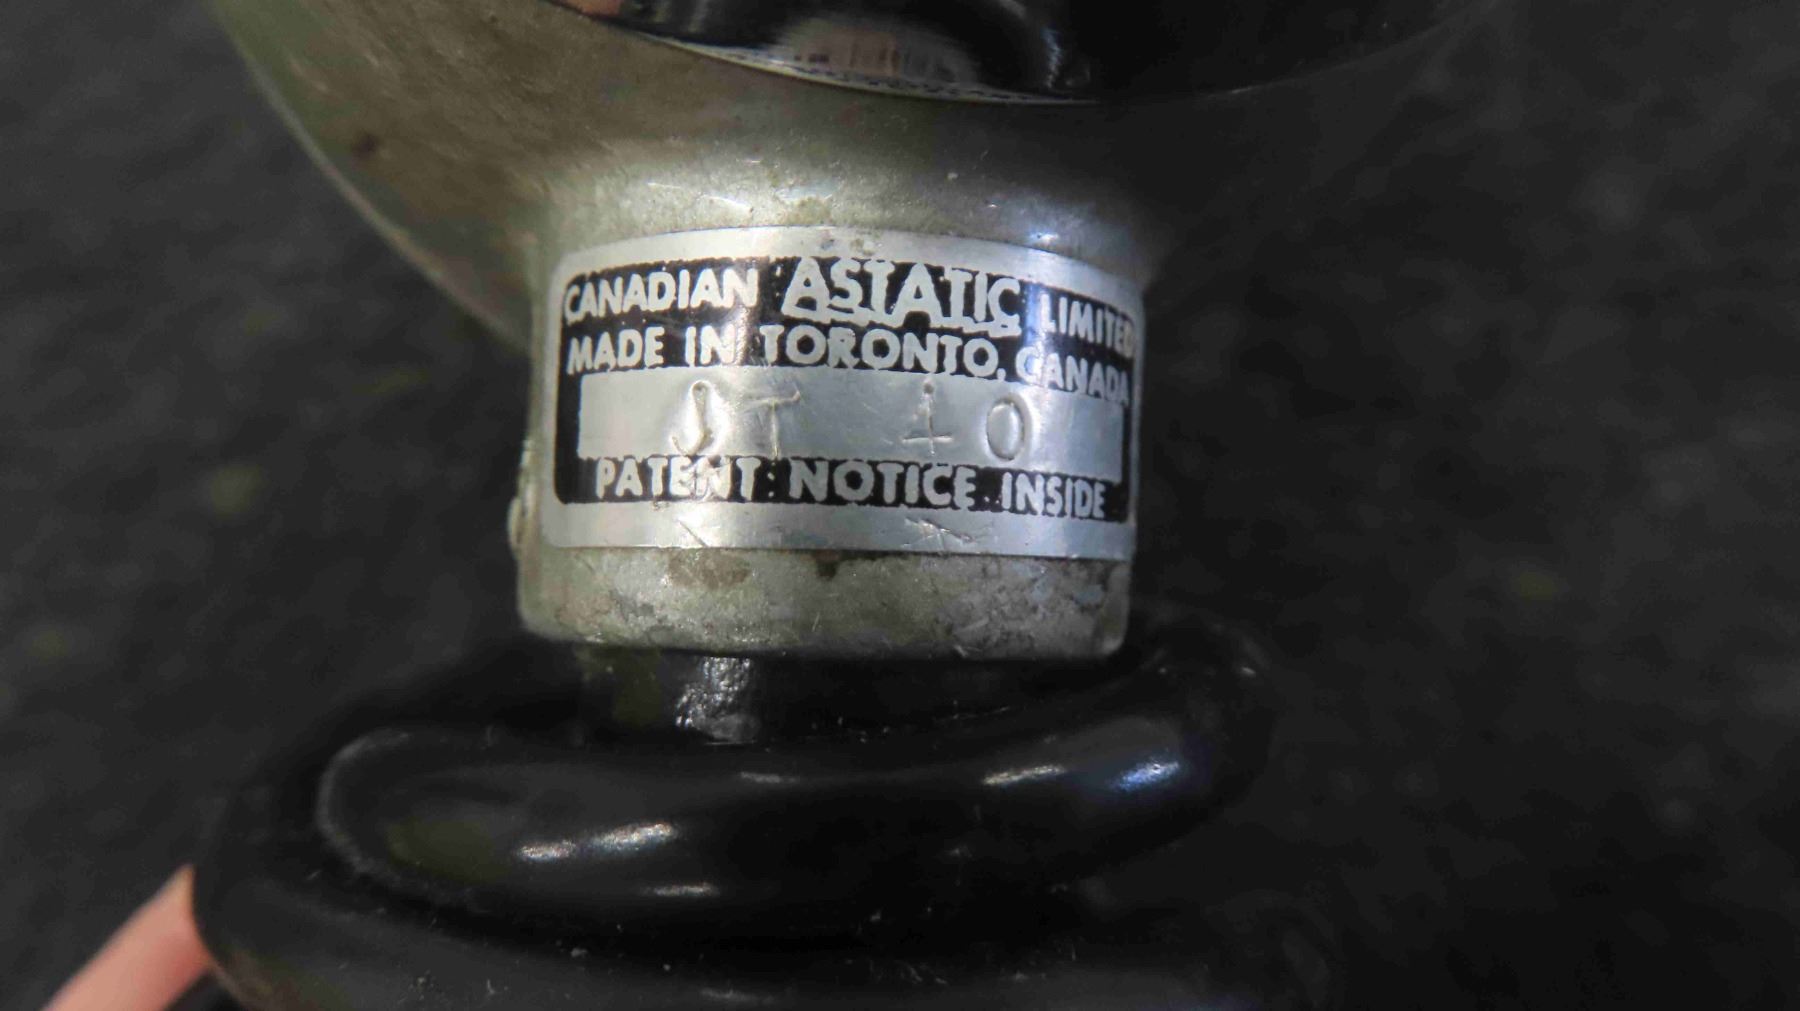 CANADIAN ASTATIC LIMITED
MADE IN TORONTO, CANADA
JT 40
PATENT NOTICE INSIDE